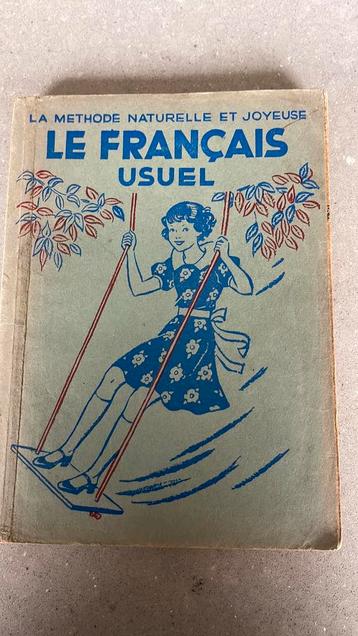 LA METHODE NATURELLE ET JOYEUSE
LE FRANÇAIS
USUEL